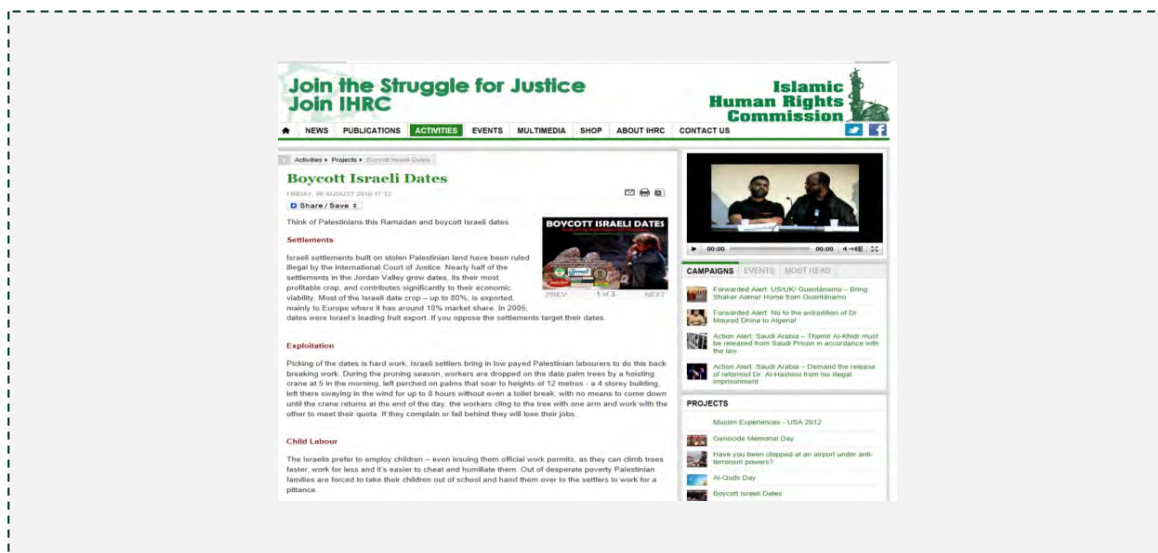 Join the Struggle for Justice
Join IHRC
Islamic
Human Rights
Commission
NEWS PUBLICATIONS ACTIVITIES EVENTS MULTIMEDIA SHOP ABOUT IHRC CONTACT US
Activities Projects Boycott Israeli Dates
Boycott Israeli Dates
Share / Save
Think of Palestinians this Ramadan and boycott Israeli dates
BOYCOTT ISRAELI DATES
PREV 1 of 3 NEXT
Settlements
Israeli settlements built on stolen Palestinian land have been ruled
illegal by the International Court of Justice. Nearly half of the
settlements in the Jordan Valley grow dates, its their most
profitable crop, and contributes significantly to their economic
viability. Most of the Israeli date crop – up to 80%, is exported,
mainly to Europe where it has around 10% market share. In 2005,
dates were Israel's leading fruit export. If you oppose the settlements target their dates.
Exploitation
Picking of the dates is hard work, Israeli settlers bring in low payed Palestinian labourers to do this back
breaking work. During the pruning season, workers are dropped on the date palm trees by a hoisting
crane at 5 in the morning, left perched on palms that soar to heights of 12 metres - a 4 storey building,
left there swaying in the wind for up to 8 hours without even a toilet break, with no means to come down
until the crane returns at the end of the day, the workers cling to the tree with one arm and work with the
other to meet their quota. If they complain or fall behind they will lose their jobs.
Child Labour
The Israelis prefer to employ children – even issuing them official work permits, as they can climb trees
faster, work for less and it's easier to cheat and humiliate them. Out of desperate poverty Palestinian
families are forced to take their children out of school and hand them over to the settlers to work for a
pittance.
00:00 00:00
CAMPAIGNS EVENTS MOST READ
Forwarded Alert: US/UK/ Guantánamo – Bring
Shaker Aamer Home from Guantánamo
Forwarded Alert: No to the extradition of Dr
Mourad Dhina to Algeria!
Action Alert: Saudi Arabia – Thamir Al-Khidr must
be released from Saudi Prison in accordance with
the law
Action Alert: Saudi Arabia – Demand the release
of reformist Dr. Al-Hashimi from his illegal
imprisonment
PROJECTS
Muslim Experiences - USA 2012
Genocide Memorial Day
Have you been stopped at an airport under anti-
terrorism powers?
Al-Quds Day
Boycott Israeli Dates